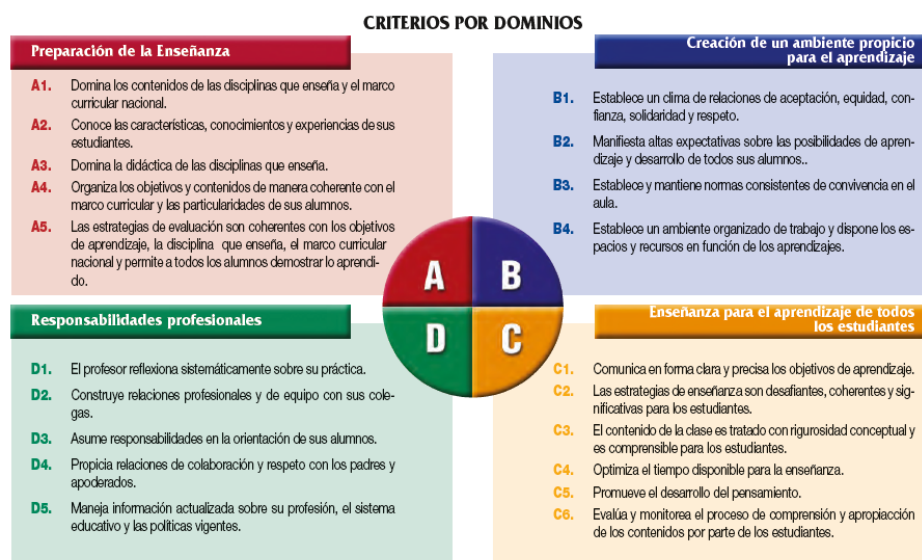 CRITERIOS POR DOMINIOS
Preparación de la Enseñanza
A1. Domina los contenidos de las disciplinas que enseña y el marco
curricular nacional.
A2. Conoce las características, conocimientos y experiencias de sus
estudiantes.
A3. Domina la didáctica de las disciplinas que enseña.
A4. Organiza los objetivos y contenidos de manera coherente con el
marco curricular y las particularidades de sus alumnos.
A5. Las estrategias de evaluación son coherentes con los objetivos
de aprendizaje, la disciplina que enseña, el marco curricular
nacional y permite a todos los alumnos demostrar lo aprendi-
do.
Creación de un ambiente propicio
para el aprendizaje
B1. Establece un clima de relaciones de aceptación, equidad, con-
fianza, solidaridad y respeto.
B2. Manifiesta altas expectativas sobre las posibilidades de apren-
dizaje y desarrollo de todos sus alumnos..
B3. Establece y mantiene normas consistentes de convivencia en el
aula.
B4. Establece un ambiente organizado de trabajo y dispone los es-
pacios y recursos en función de los aprendizajes.
A B
D C
Responsabilidades profesionales
D1. El profesor reflexiona sistemáticamente sobre su práctica.
D2. Construye relaciones profesionales y de equipo con sus cole-
gas.
D3. Asume responsabilidades en la orientación de sus alumnos.
D4. Propicia relaciones de colaboración y respeto con los padres y
apoderados.
D5. Maneja información actualizada sobre su profesión, el sistema
educativo y las políticas vigentes.
Enseñanza para el aprendizaje de todos
los estudiantes
C1. Comunica en forma clara y precisa los objetivos de aprendizaje.
C2. Las estrategias de enseñanza son desafiantes, coherentes y sig-
nificativas para los estudiantes.
C3. El contenido de la clase es tratado con rigurosidad conceptual y
es comprensible para los estudiantes.
C4. Optimiza el tiempo disponible para la enseñanza.
C5. Promueve el desarrollo del pensamiento.
C6. Evalúa y monitorea el proceso de comprensión y apropiacción
de los contenidos por parte de los estudiantes.